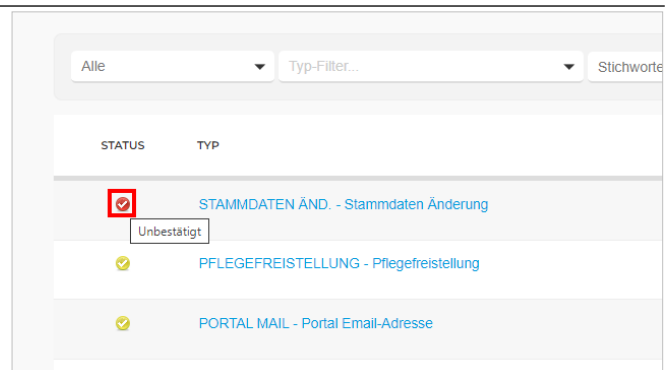 Alle Typ-Filter... Stichworte
STATUS TYP
STAMMDATEN ÄND. - Stammdaten Änderung
Unbestätigt
PFLEGEFREISTELLUNG - Pflegefreistellung
PORTAL MAIL - Portal Email-Adresse